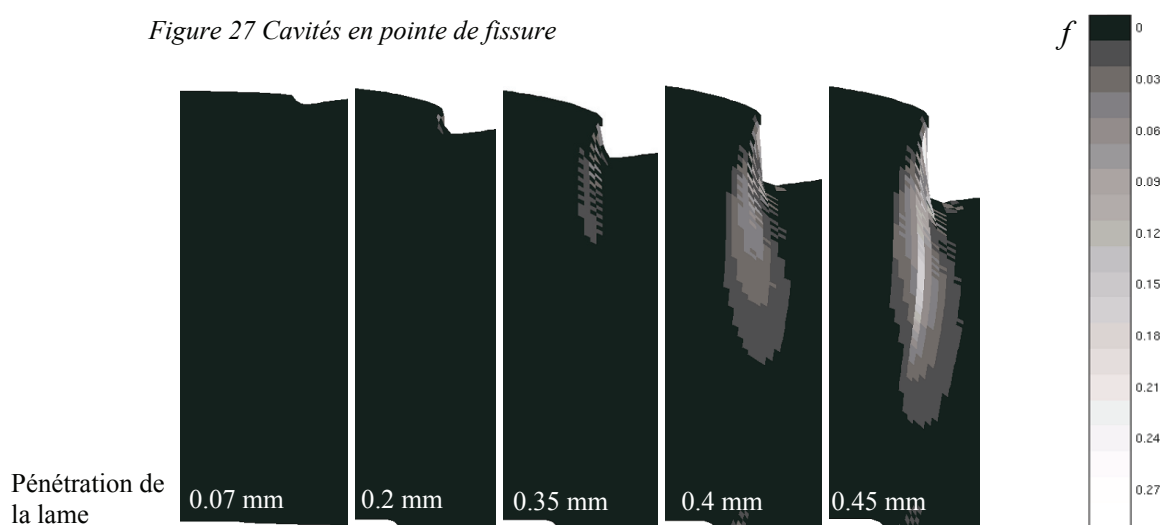 Figure 27 Cavités en pointe de fissure
f
0
0.03
0.06
0.09
0.12
0.15
0.18
0.21
0.24
0.27
Pénétration de
la lame
0.07 mm
0.2 mm
0.35 mm
0.4 mm
0.45 mm